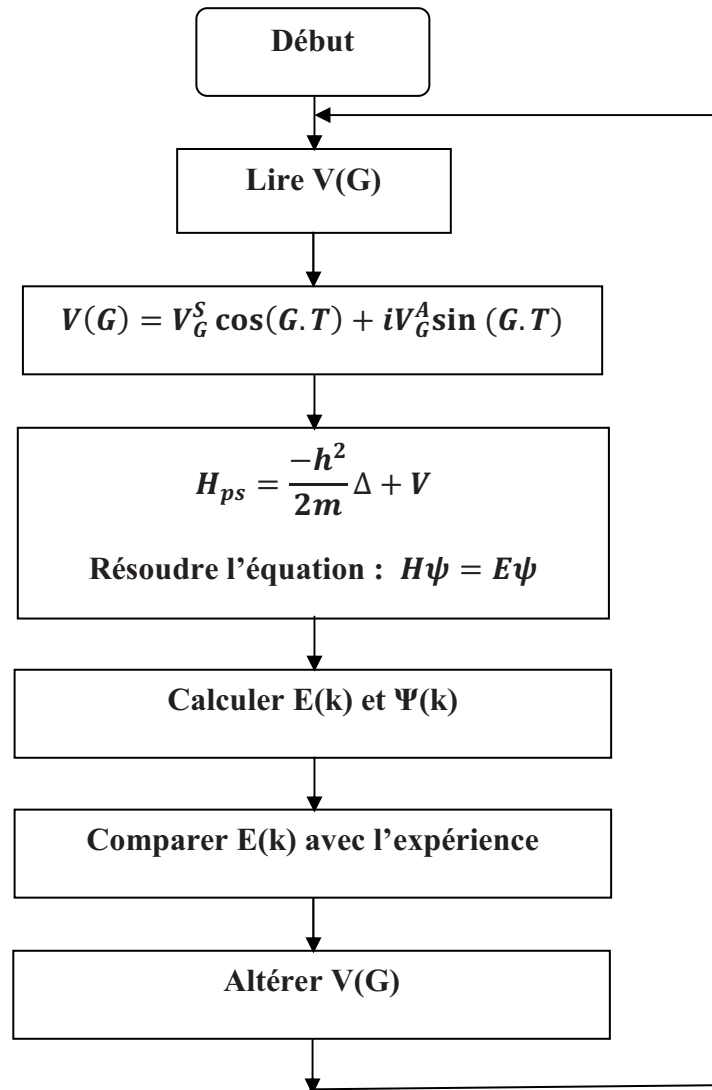 Début
Lire V(G)
V(G) = V_G^S cos(G.T) + iV_G^A sin (G.T)
H_ps = -h²/2m Δ + V
Résoudre l’équation : Hψ = Eψ
Calculer E(k) et Ψ(k)
Comparer E(k) avec l’expérience
Altérer V(G)